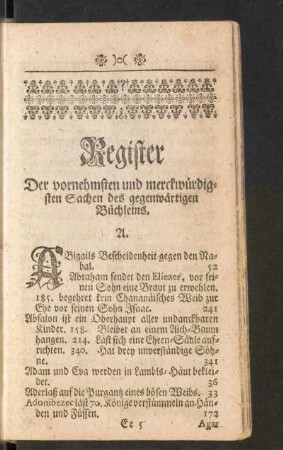 Register
Der vornehmsten und merckwürdig-
sten Sachen des gegenwärtigen
Büchleins.
A.
ABigails Bescheidenheit gegen den Na-
bal. 52
Abraham sendet den Eliezer, vor sei-
nen Sohn eine Braut zu erwehlen.
185. begehret kein Chananäisches Weib zur
Ehe vor seinen Sohn Isaac. 241
Absalon ist ein Oberhaupt aller undanckbaren
Kinder. 158. Bleibet an einem Aich-Baum
hangen. 214. Läst sich eine Ehren-Säule auf-
richten. 340. Hat drey unverständige Söh-
ne. 341
Adam und Eva werden in Lambls-Häut beklei-
det. 36
Aderlaß auf die Purgantz eines bösen Weibs. 33
Adonibezec läst 70. Könige verstümmeln an Hän-
den und Füssen. 172
Ee 5 Agar